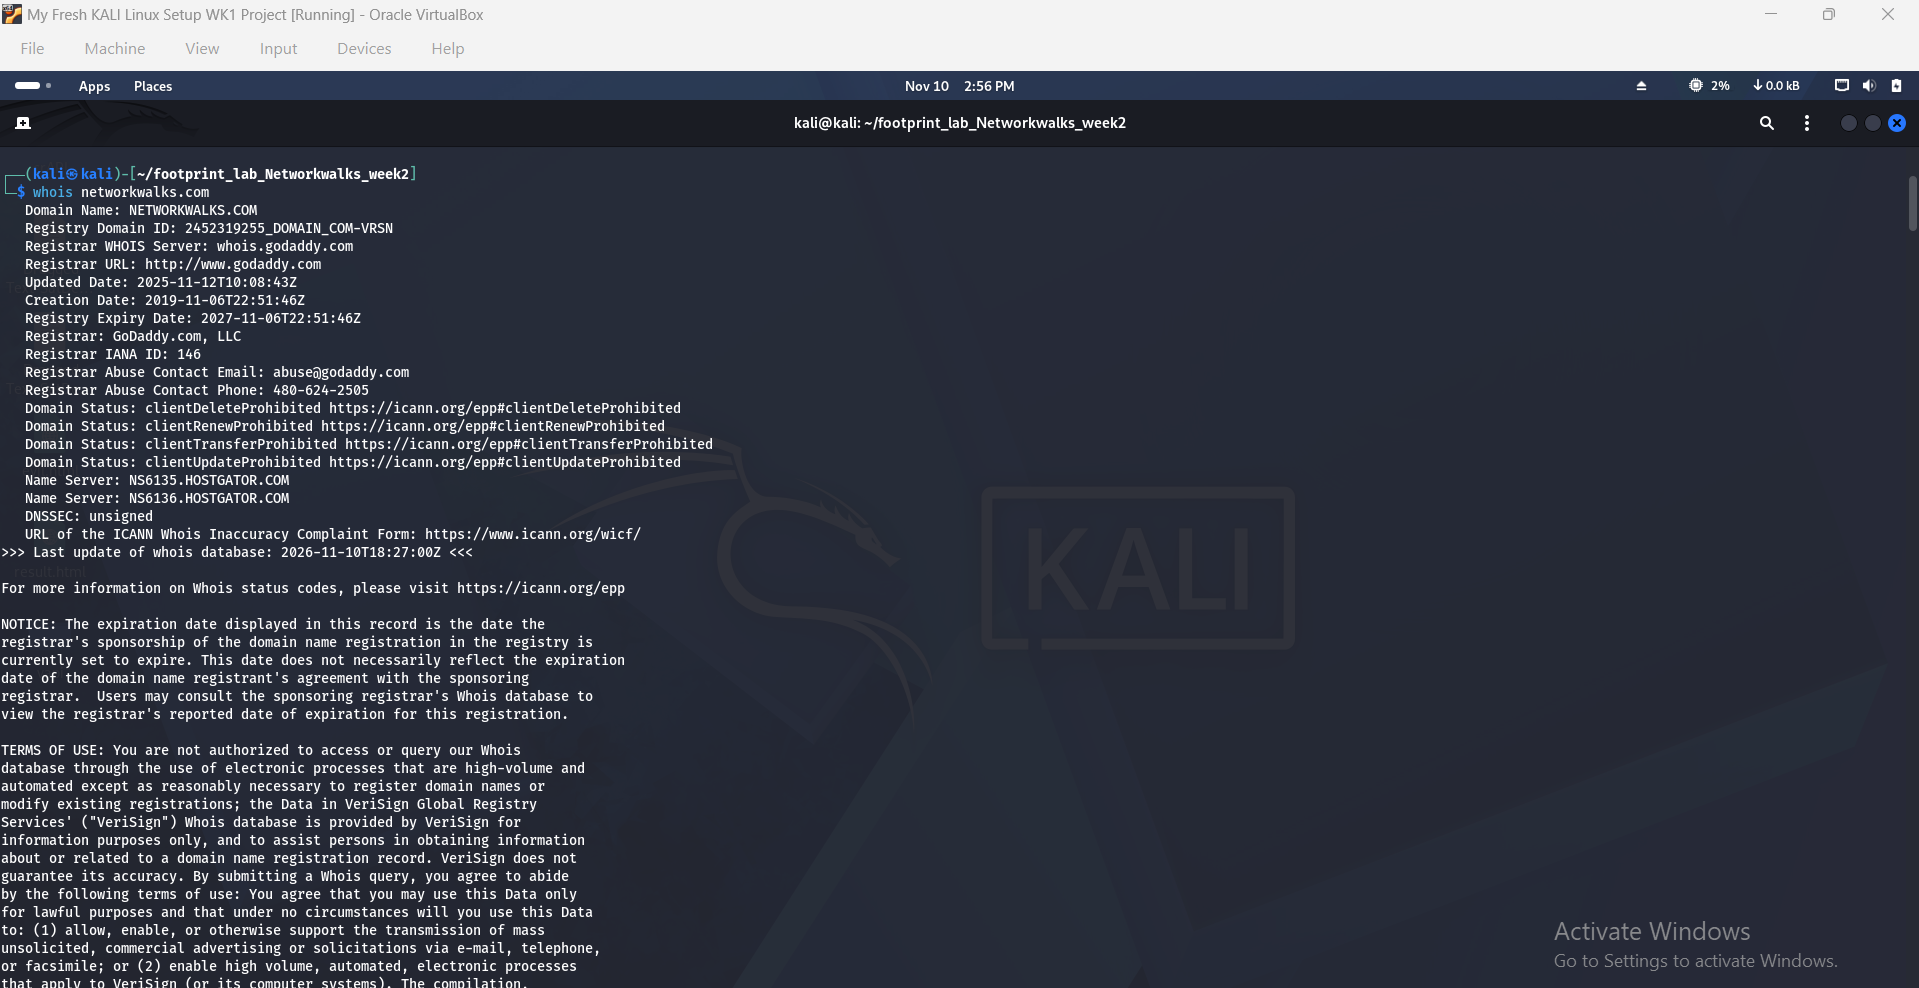 My Fresh KALI Linux Setup WK1 Project [Running] - Oracle VirtualBox
File Machine View Input Devices Help
Apps Places Nov 10 2:56 PM 2% 0.0 kB
kali@kali: ~/footprint_lab_Networkwalks_week2
(kali㉿kali)-[~/footprint_lab_Networkwalks_week2]
$ whois networkwalks.com
Domain Name: NETWORKWALKS.COM
Registry Domain ID: 2452319255_DOMAIN_COM-VRSN
Registrar WHOIS Server: whois.godaddy.com
Registrar URL: http://www.godaddy.com
Updated Date: 2025-11-12T10:08:43Z
Creation Date: 2019-11-06T22:51:46Z
Registry Expiry Date: 2027-11-06T22:51:46Z
Registrar: GoDaddy.com, LLC
Registrar IANA ID: 146
Registrar Abuse Contact Email: abuse@godaddy.com
Registrar Abuse Contact Phone: 480-624-2505
Domain Status: clientDeleteProhibited https://icann.org/epp#clientDeleteProhibited
Domain Status: clientRenewProhibited https://icann.org/epp#clientRenewProhibited
Domain Status: clientTransferProhibited https://icann.org/epp#clientTransferProhibited
Domain Status: clientUpdateProhibited https://icann.org/epp#clientUpdateProhibited
Name Server: NS6135.HOSTGATOR.COM
Name Server: NS6136.HOSTGATOR.COM
DNSSEC: unsigned
URL of the ICANN Whois Inaccuracy Complaint Form: https://www.icann.org/wicf/
>>> Last update of whois database: 2026-11-10T18:27:00Z <<<
result.html
For more information on Whois status codes, please visit https://icann.org/epp
KALI
NOTICE: The expiration date displayed in this record is the date the
registrar's sponsorship of the domain name registration in the registry is
currently set to expire. This date does not necessarily reflect the expiration
date of the domain name registrant's agreement with the sponsoring
registrar.  Users may consult the sponsoring registrar's Whois database to
view the registrar's reported date of expiration for this registration.
TERMS OF USE: You are not authorized to access or query our Whois
database through the use of electronic processes that are high-volume and
automated except as reasonably necessary to register domain names or
modify existing registrations; the Data in VeriSign Global Registry
Services' ("VeriSign") Whois database is provided by VeriSign for
information purposes only, and to assist persons in obtaining information
about or related to a domain name registration record. VeriSign does not
guarantee its accuracy. By submitting a Whois query, you agree to abide
by the following terms of use: You agree that you may use this Data only
for lawful purposes and that under no circumstances will you use this Data
to: (1) allow, enable, or otherwise support the transmission of mass
unsolicited, commercial advertising or solicitations via e-mail, telephone,
or facsimile; or (2) enable high volume, automated, electronic processes
that apply to VeriSign (or its computer systems). The compilation,
Activate Windows
Go to Settings to activate Windows.